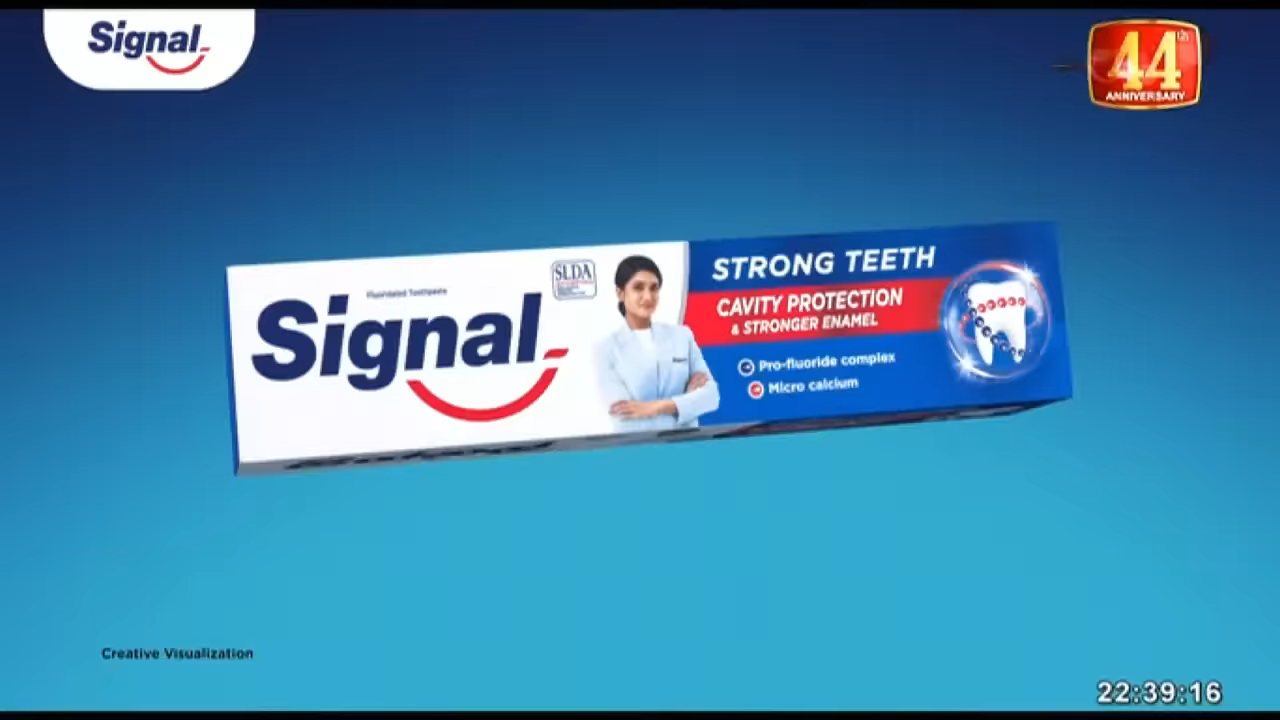 Signal
44th
ANNIVERSARY
Fluoridated Toothpaste
SLDA
Signal
STRONG TEETH
CAVITY PROTECTION
& STRONGER ENAMEL
Pro-fluoride complex
Micro calcium
Creative Visualization
22:39:16